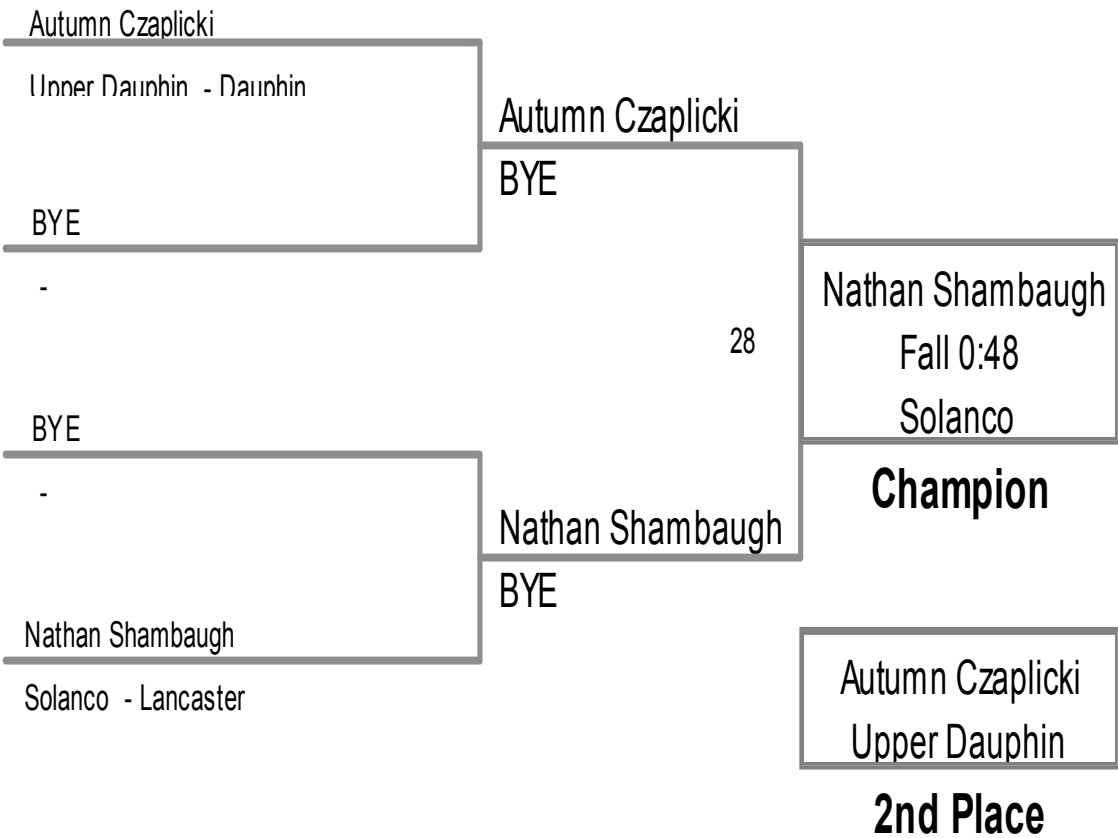 Autumn Czaplicki
Upper Dauphin - Dauphin
Autumn Czaplicki
BYE
BYE
-
Nathan Shambaugh
Fall 0:48
Solanco
28
BYE
-
Champion
Nathan Shambaugh
BYE
Nathan Shambaugh
Solanco - Lancaster
Autumn Czaplicki
Upper Dauphin
2nd Place